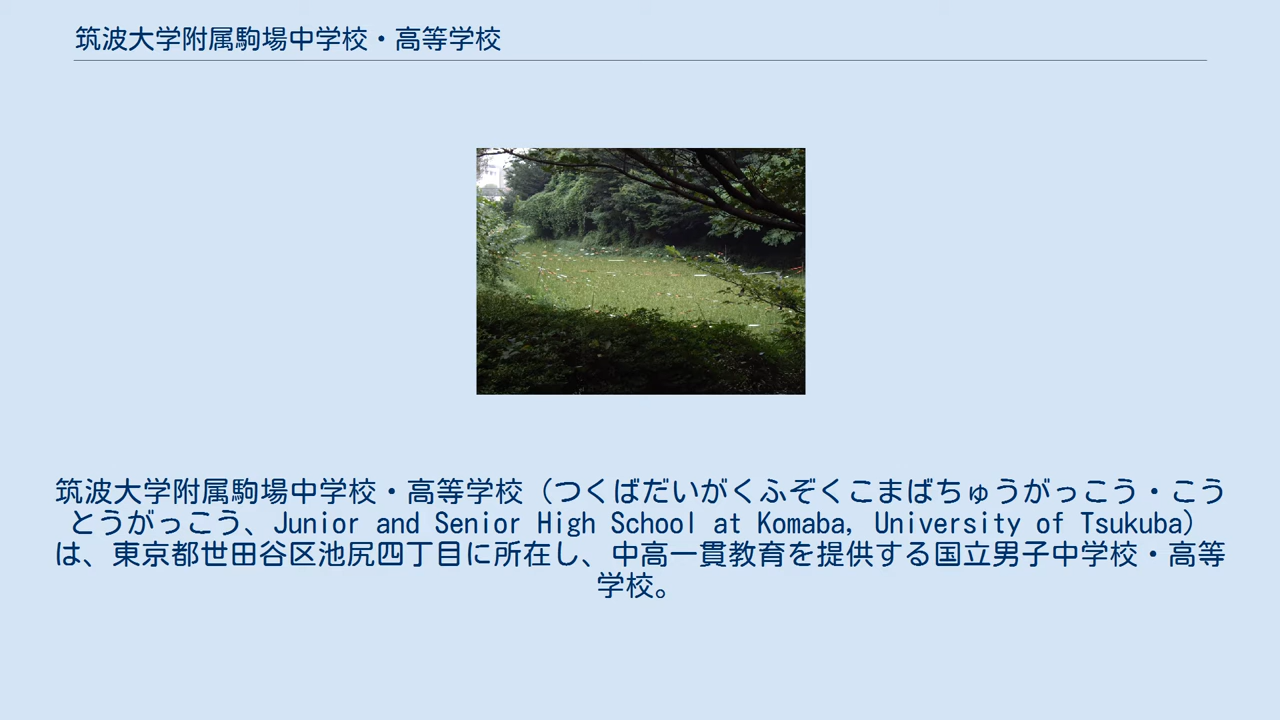 筑波大学附属駒場中学校・高等学校
筑波大学附属駒場中学校・高等学校（つくばだいがくふぞくこまばちゅうがっこう・こう
とうがっこう、Junior and Senior High School at Komaba, University of Tsukuba）
は、東京都世田谷区池尻四丁目に所在し、中高一貫教育を提供する国立男子中学校・高等
学校。